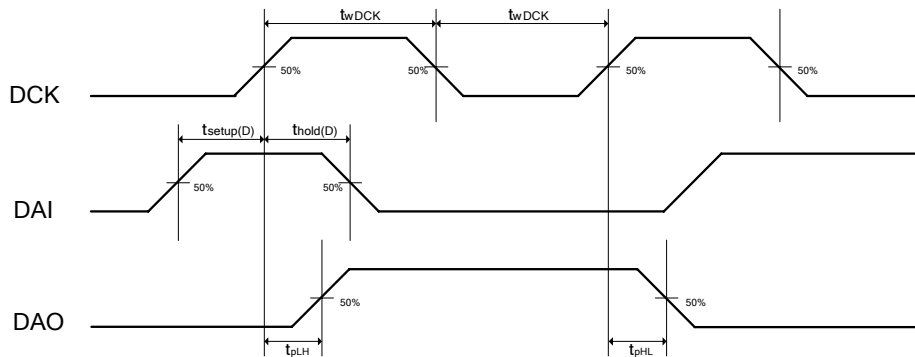 twDCK
twDCK
50%
50%
50%
50%
DCK
tsetup(D)
thold(D)
50%
50%
DAI
50%
50%
DAO
tpLH
tpHL